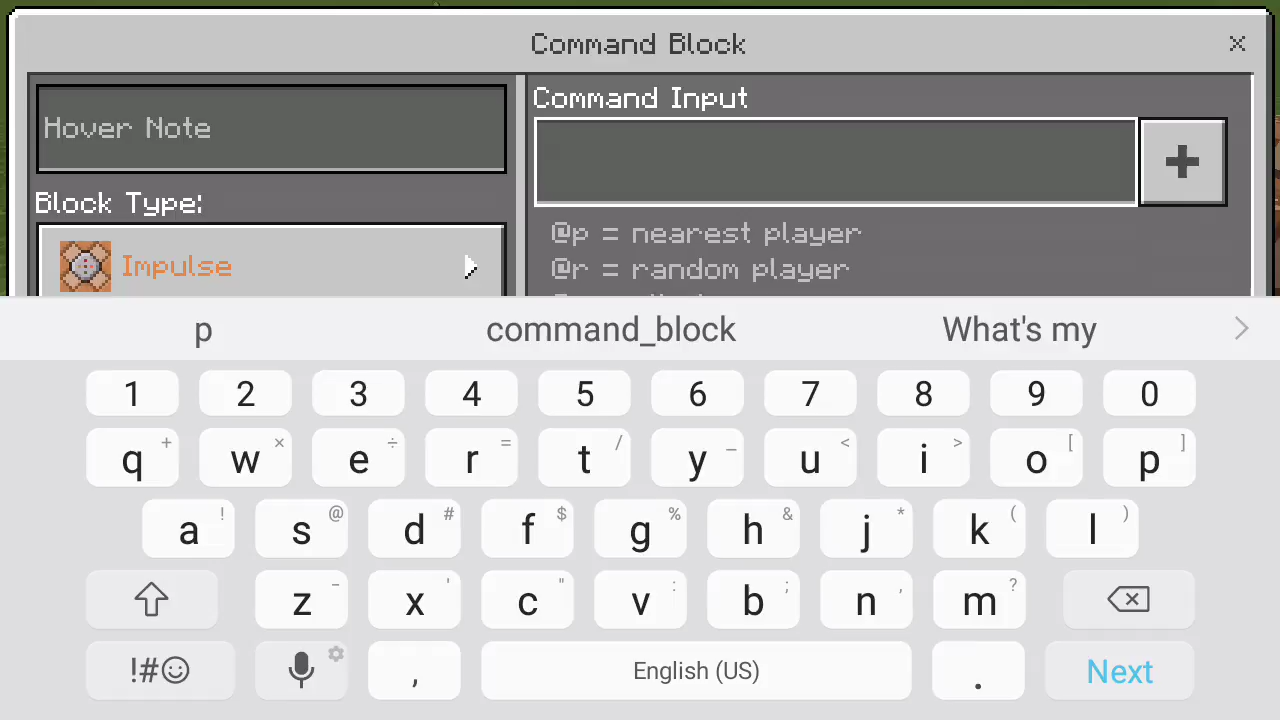 Command Block
Hover Note
Command Input
Block Type:
Impulse
@p = nearest player
@r = random player
p command_block What's my
1 2 3 4 5 6 7 8 9 0
q + w × e ÷ r = t / y _ u < i > o [ p ]
a ! s @ d # f $ g % h & j * k ( l )
z - x ' c " v : b ; n , m ?
!#☺ , English (US) . Next